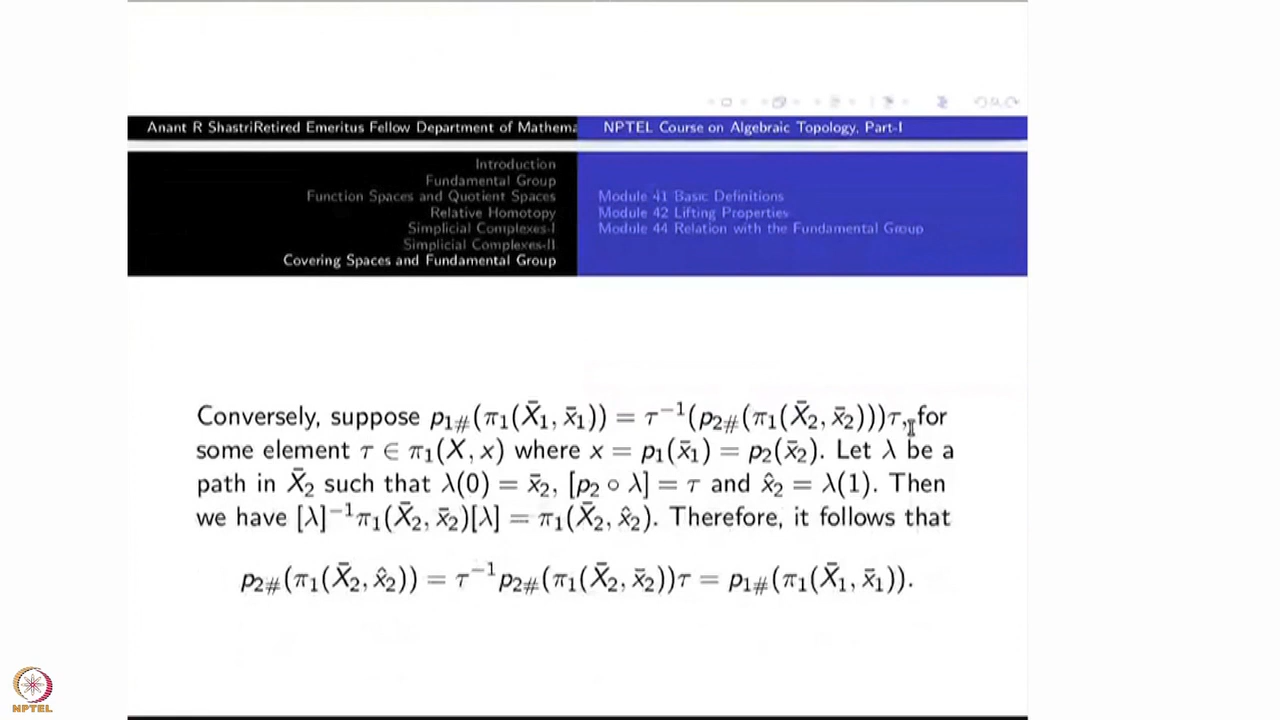 Anant R ShastriRetired Emeritus Fellow Department of Mathema
NPTEL Course on Algebraic Topology, Part-I
Introduction
Fundamental Group
Function Spaces and Quotient Spaces
Relative Homotopy
Simplicial Complexes-I
Simplicial Complexes-II
Covering Spaces and Fundamental Group
Module 41 Basic Definitions
Module 42 Lifting Properties
Module 44 Relation with the Fundamental Group
Conversely, suppose p₁#(π₁(X̄₁, x̄₁)) = τ⁻¹(p₂#(π₁(X̄₂, x̄₂)))τ, for
some element τ ∈ π₁(X, x) where x = p₁(x̄₁) = p₂(x̄₂). Let λ be a
path in X̄₂ such that λ(0) = x̄₂, [p₂ ∘ λ] = τ and x̂₂ = λ(1). Then
we have [λ]⁻¹π₁(X̄₂, x̄₂)[λ] = π₁(X̄₂, x̂₂). Therefore, it follows that
p₂#(π₁(X̄₂, x̂₂)) = τ⁻¹p₂#(π₁(X̄₂, x̄₂))τ = p₁#(π₁(X̄₁, x̄₁)).
NPTEL